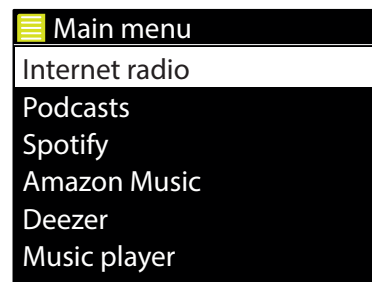 Main menu
Internet radio
Podcasts
Spotify
Amazon Music
Deezer
Music player